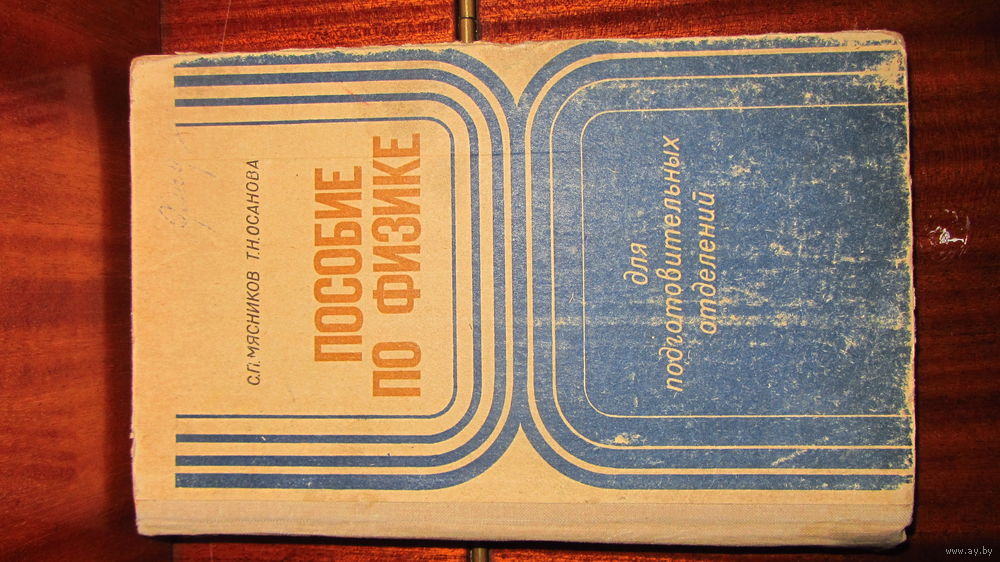 С.П. МЯСНИКОВ Т.Н. ОСАНОВА
ПОСОБИЕ
ПО ФИЗИКЕ
для
подготовительных
отделений
www.ay.by